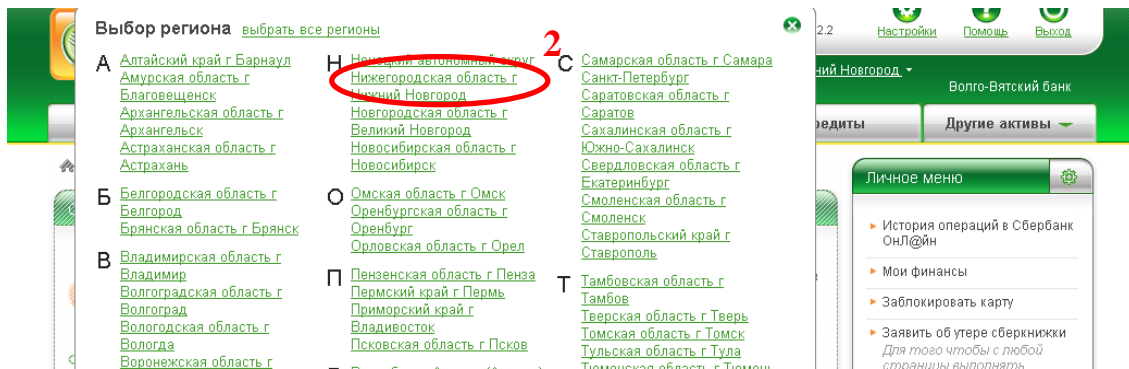 Выбор региона выбрать все регионы
2
А
Алтайский край г Барнаул
Амурская область г
Благовещенск
Архангельская область г
Архангельск
Астраханская область г
Астрахань
Б
Белгородская область г
Белгород
Брянская область г Брянск
В
Владимирская область г
Владимир
Волгоградская область г
Волгоград
Вологодская область г
Вологда
Воронежская область г
Н
Ненецкий автономный округ
Нижегородская область г
Нижний Новгород
Новгородская область г
Великий Новгород
Новосибирская область г
Новосибирск
О
Омская область г Омск
Оренбургская область г
Оренбург
Орловская область г Орел
П
Пензенская область г Пенза
Пермский край г Пермь
Приморский край г
Владивосток
Псковская область г Псков
С
Самарская область г Самара
Санкт-Петербург
Саратовская область г
Саратов
Сахалинская область г
Южно-Сахалинск
Свердловская область г
Екатеринбург
Смоленская область г
Смоленск
Ставропольский край г
Ставрополь
Т
Тамбовская область г
Тамбов
Тверская область г Тверь
Томская область г Томск
Тульская область г Тула
Тюменская область г Тюмень
2.2
Настройки
Помощь
Выход
ний Новгород
Волго-Вятский банк
редиты
Другие активы
Личное меню
История операций в Сбербанк
ОнЛ@йн
Мои финансы
Заблокировать карту
Заявить об утере сберкнижки
Для того чтобы с любой
страницы выполнять